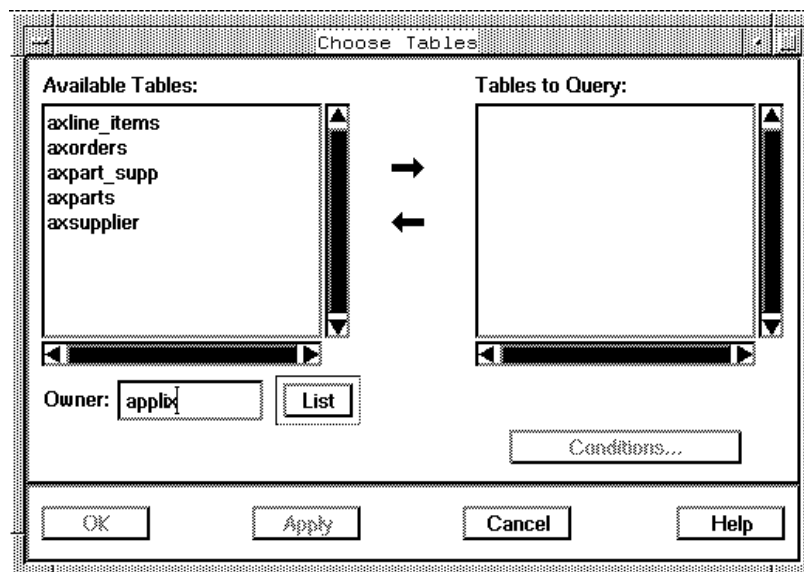 Choose Tables
Available Tables:
Tables to Query:
axline_items
axorders
axpart_supp
axparts
axsupplier
Owner: applix List
Conditions...
OK Apply Cancel Help